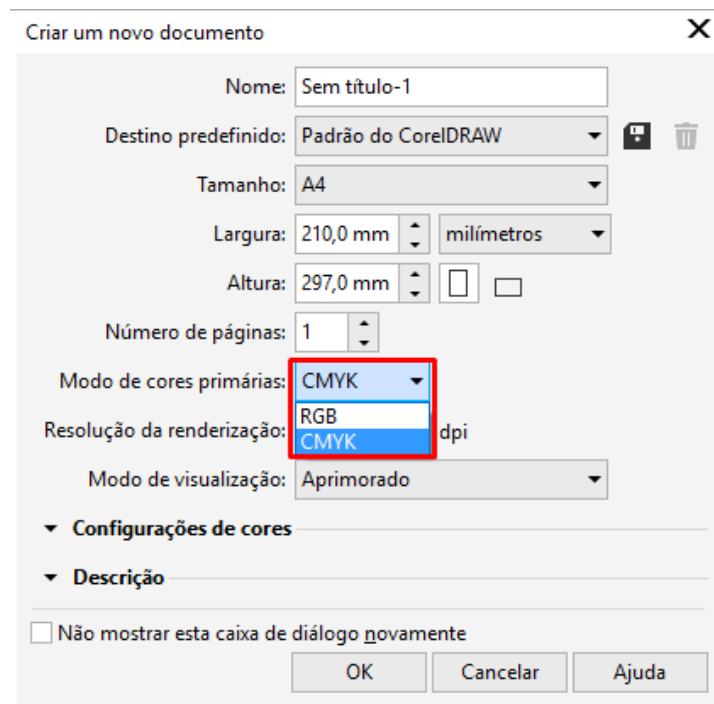 Criar um novo documento
Nome: Sem título-1
Destino predefinido: Padrão do CorelDRAW
Tamanho: A4
Largura: 210,0 mm milímetros
Altura: 297,0 mm
Número de páginas: 1
Modo de cores primárias: CMYK
RGB
Resolução da renderização: dpi
CMYK
Modo de visualização: Aprimorado
Configurações de cores
Descrição
Não mostrar esta caixa de diálogo novamente
OK Cancelar Ajuda